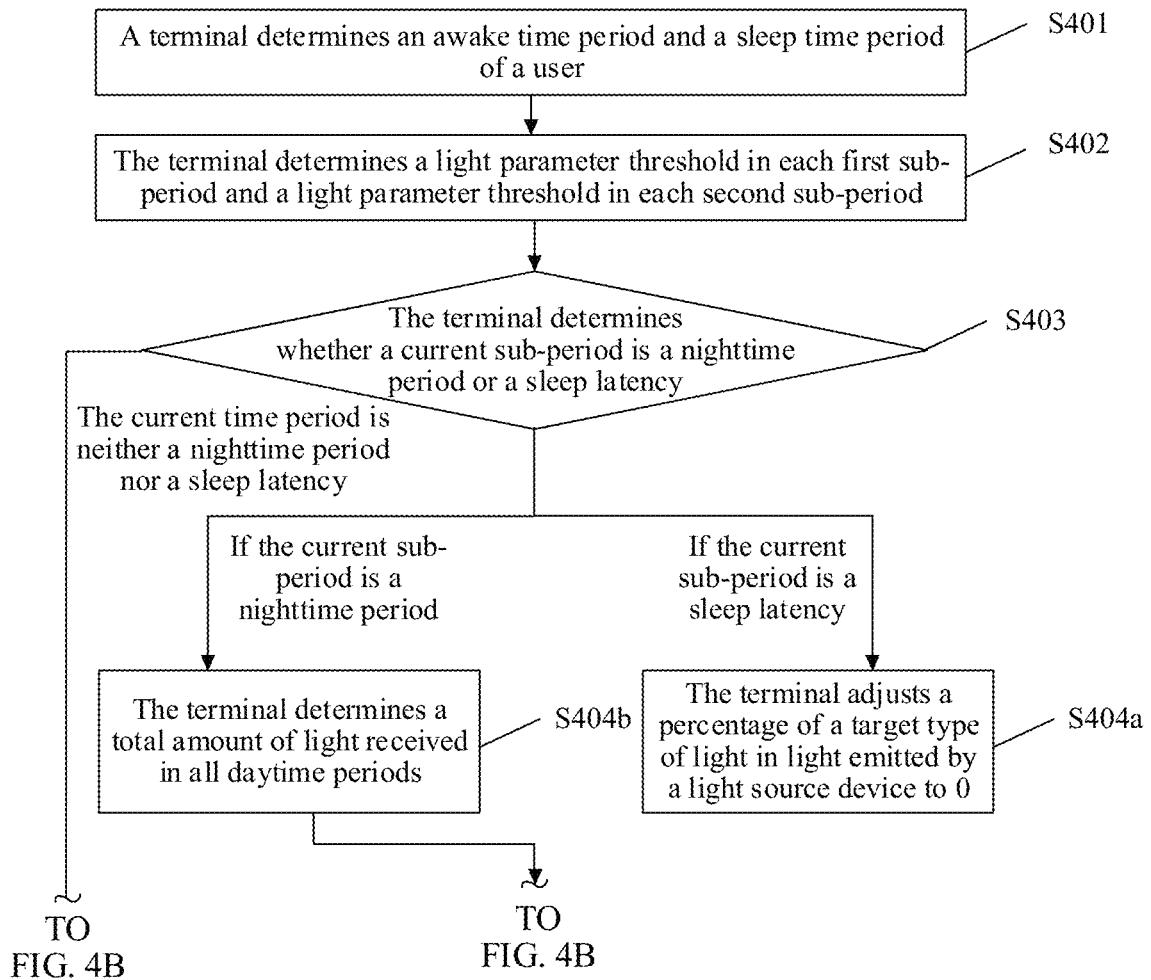 A terminal determines an awake time period and a sleep time period
of a user
S401
The terminal determines a light parameter threshold in each first sub-
period and a light parameter threshold in each second sub-period
S402
The terminal determines
whether a current sub-period is a nighttime
period or a sleep latency
S403
The current time period is
neither a nighttime period
nor a sleep latency
If the current sub-
period is a
nighttime period
If the current
sub-period is a
sleep latency
The terminal determines a
total amount of light received
in all daytime periods
S404b
The terminal adjusts a
percentage of a target type
of light in light emitted by
a light source device to 0
S404a
TO
FIG. 4B
TO
FIG. 4B